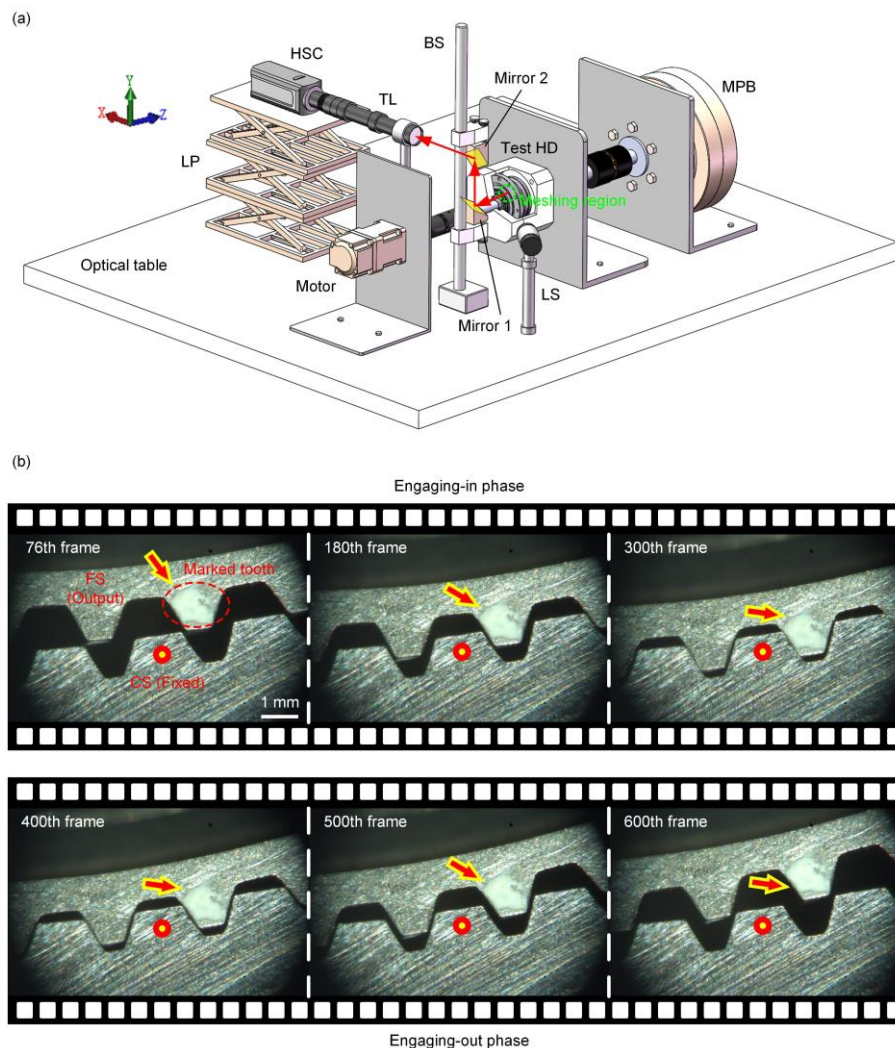 (a)
BS
HSC
Mirror 2
TL
MPB
Y
X
Z
Test HD
LP
Meshing region
Optical table
Motor
LS
Mirror 1
(b)
Engaging-in phase
76th frame
180th frame
300th frame
Marked tooth
FS
(Output)
CS (Fixed)
1 mm
400th frame
500th frame
600th frame
Engaging-out phase